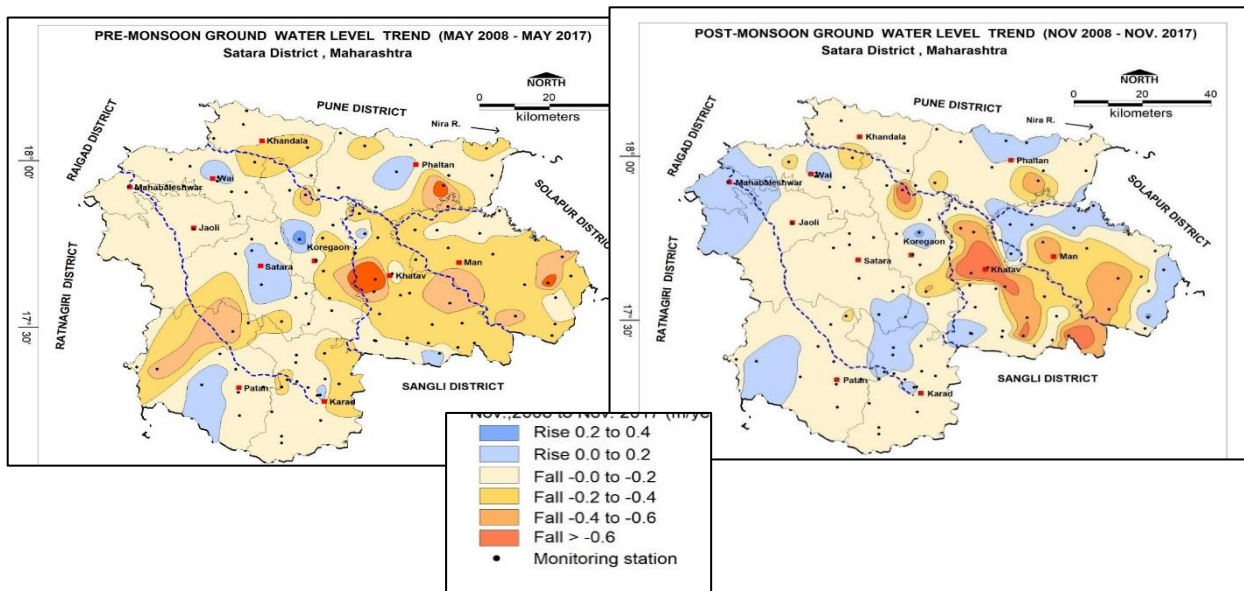 PRE-MONSOON GROUND WATER LEVEL TREND (MAY 2008 - MAY 2017)
Satara District , Maharashtra
NORTH
0 20
kilometers
PUNE DISTRICT
Nira R.
RAIGAD DISTRICT
18° 00'
Khandala
Wai
Phaltan
Mahabaleshwar
SOLAPUR DISTRICT
Jaoli
Koregaon
Satara
Khatav
Man
RATNAGIRI DISTRICT
17° 30'
SANGLI DISTRICT
Patan
Karad
POST-MONSOON GROUND WATER LEVEL TREND (NOV 2008 - NOV. 2017)
Satara District , Maharashtra
NORTH
0 20 40
kilometers
PUNE DISTRICT
Nira R.
RAIGAD DISTRICT
18° 00'
Khandala
Wai
Phaltan
Mahabaleshwar
SOLAPUR DISTRICT
Jaoli
Koregaon
Satara
Khatav
Man
RATNAGIRI DISTRICT
17° 30'
SANGLI DISTRICT
Patan
Karad
Nov.,2008 to Nov. 2017
Rise 0.2 to 0.4
Rise 0.0 to 0.2
Fall -0.0 to -0.2
Fall -0.2 to -0.4
Fall -0.4 to -0.6
Fall > -0.6
Monitoring station